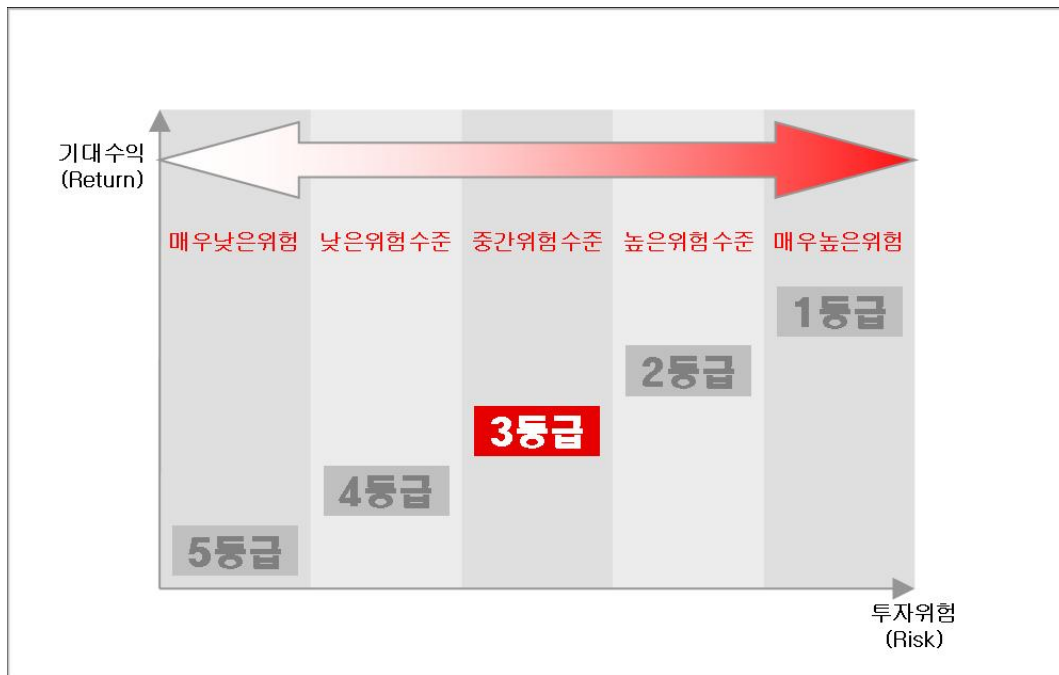 기대수익
(Return)
매우낮은위험
낮은위험수준
중간위험수준
높은위험수준
매우높은위험
1등급
2등급
3등급
4등급
5등급
투자위험
(Risk)